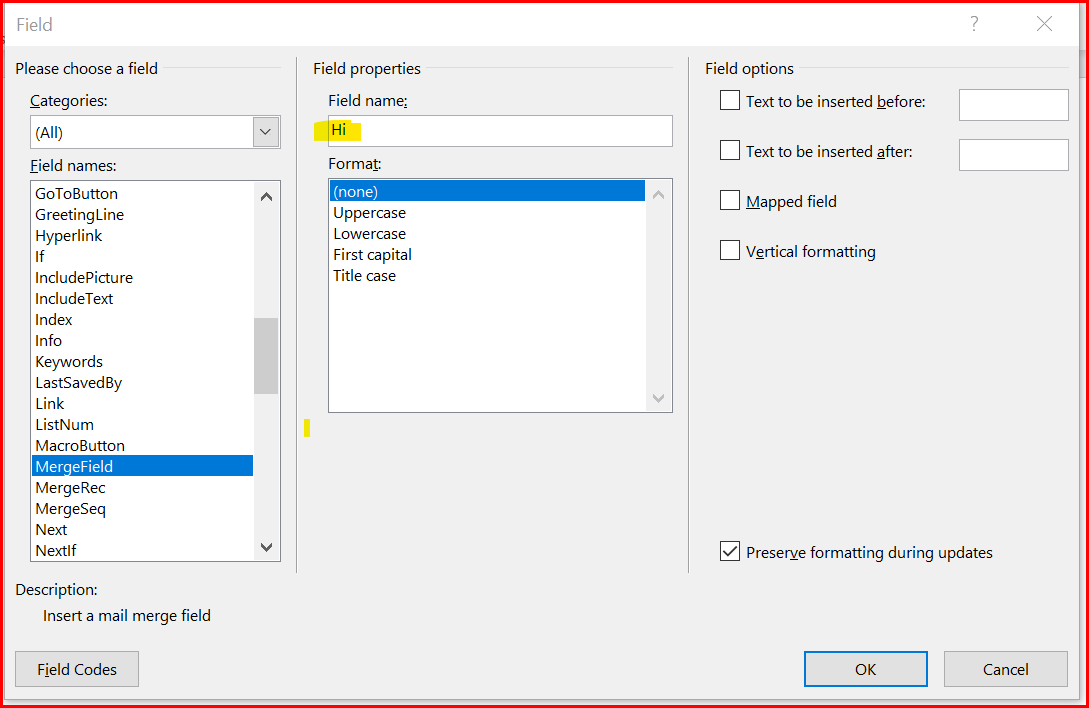 Field
?
Please choose a field
Categories:
(All)
Field names:
GoToButton
GreetingLine
Hyperlink
If
IncludePicture
IncludeText
Index
Info
Keywords
LastSavedBy
Link
ListNum
MacroButton
MergeField
MergeRec
MergeSeq
Next
NextIf
Field properties
Field name:
Hi
Format:
(none)
Uppercase
Lowercase
First capital
Title case
Field options
Text to be inserted before:
Text to be inserted after:
Mapped field
Vertical formatting
Preserve formatting during updates
Description:
Insert a mail merge field
Field Codes
OK
Cancel